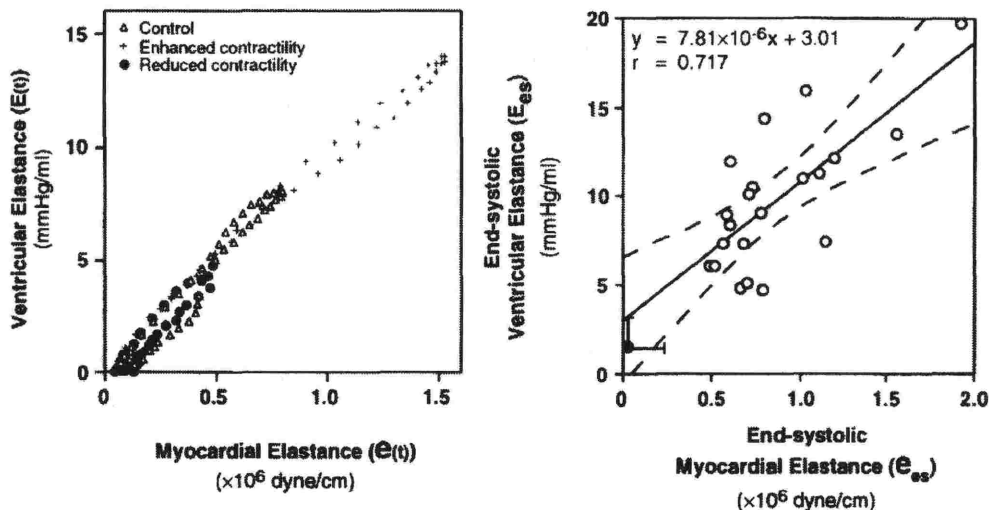 15
10
5
0
Ventricular Elastance (E(t))
(mmHg/ml)
Control
Enhanced contractility
Reduced contractility
0 0.5 1.0 1.5
Myocardial Elastance (e(t))
(×10⁶ dyne/cm)
20
15
10
5
0
End-systolic
Ventricular Elastance (Ees)
(mmHg/ml)
y = 7.81×10⁻⁶x + 3.01
r = 0.717
0 0.5 1.0 1.5 2.0
End-systolic
Myocardial Elastance (ees)
(×10⁶ dyne/cm)